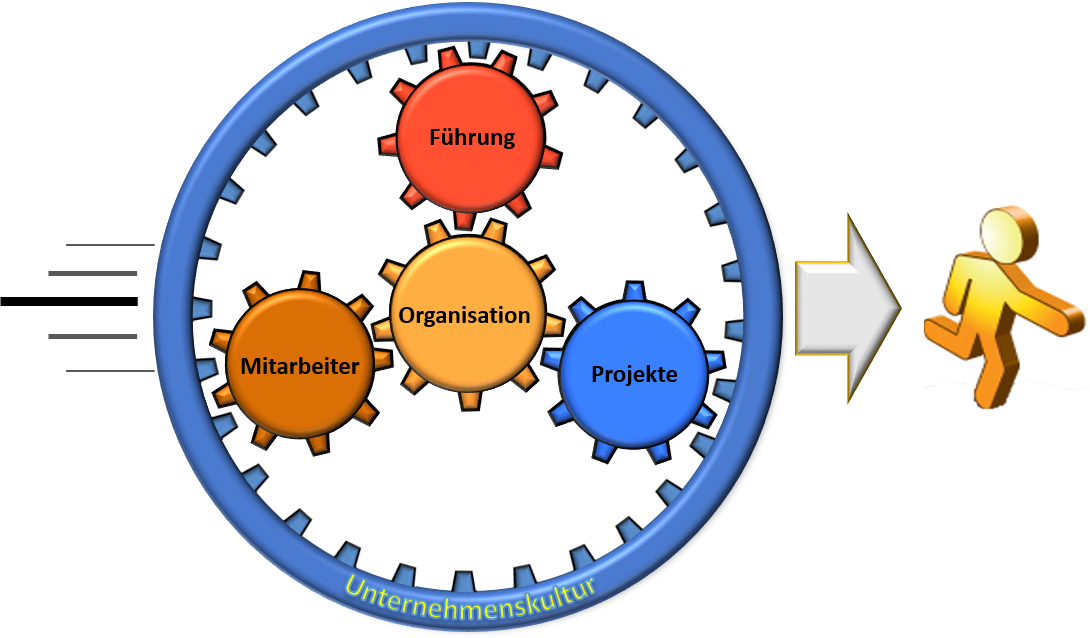 Führung
Organisation
Mitarbeiter
Projekte
Unternehmenskultur